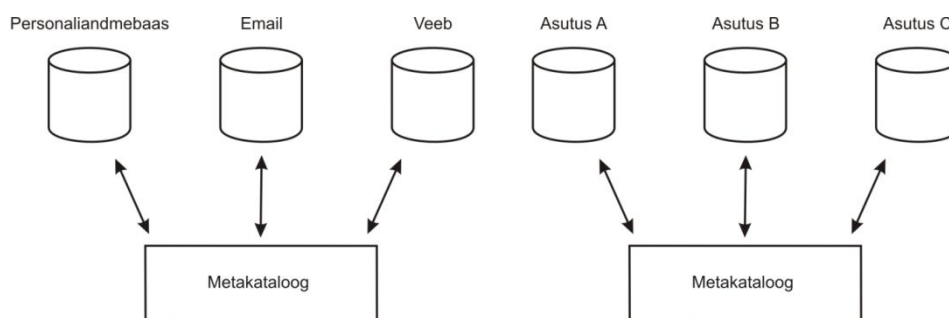 Personaliandmebaas Email Veeb Asutus A Asutus B Asutus C
Metakataloog Metakataloog